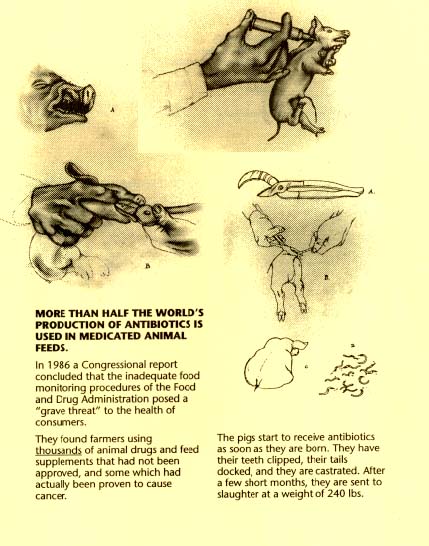 A
A.
B
B.
C
D
MORE THAN HALF THE WORLD'S
PRODUCTION OF ANTIBIOTICS IS
USED IN MEDICATED ANIMAL
FEEDS.
In 1986 a Congressional report
concluded that the inadequate food
monitoring procedures of the Food
and Drug Administration posed a
"grave threat" to the health of
consumers.
They found farmers using
thousands of animal drugs and feed
supplements that had not been
approved, and some which had
actually been proven to cause
cancer.
The pigs start to receive antibiotics
as soon as they are born. They have
their teeth clipped, their tails
docked, and they are castrated. After
a few short months, they are sent to
slaughter at a weight of 240 lbs.